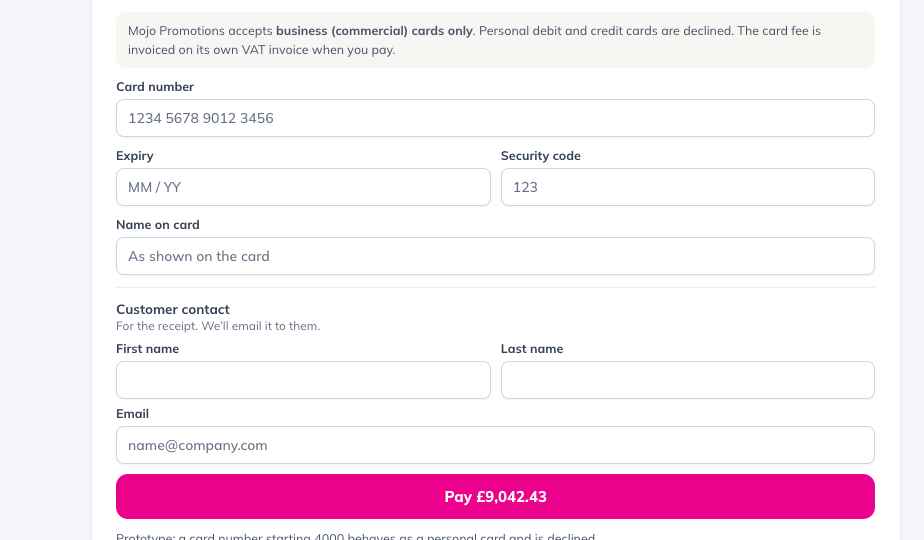 Mojo Promotions accepts business (commercial) cards only. Personal debit and credit cards are declined. The card fee is
invoiced on its own VAT invoice when you pay.
Card number
1234 5678 9012 3456
Expiry
Security code
MM / YY
123
Name on card
As shown on the card
Customer contact
For the receipt. We'll email it to them.
First name
Last name
Email
name@company.com
Pay £9,042.43
Prototype: a card number starting 4000 behaves as a personal card and is declined.